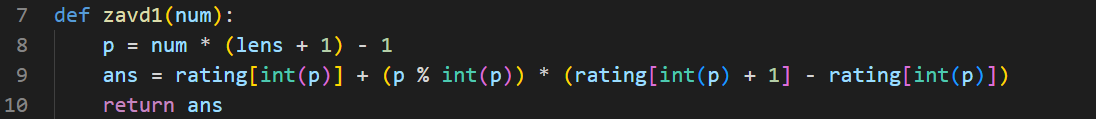 7 def zavd1(num):
8     p = num * (lens + 1) - 1
9     ans = rating[int(p)] + (p % int(p)) * (rating[int(p) + 1] - rating[int(p)])
10     return ans